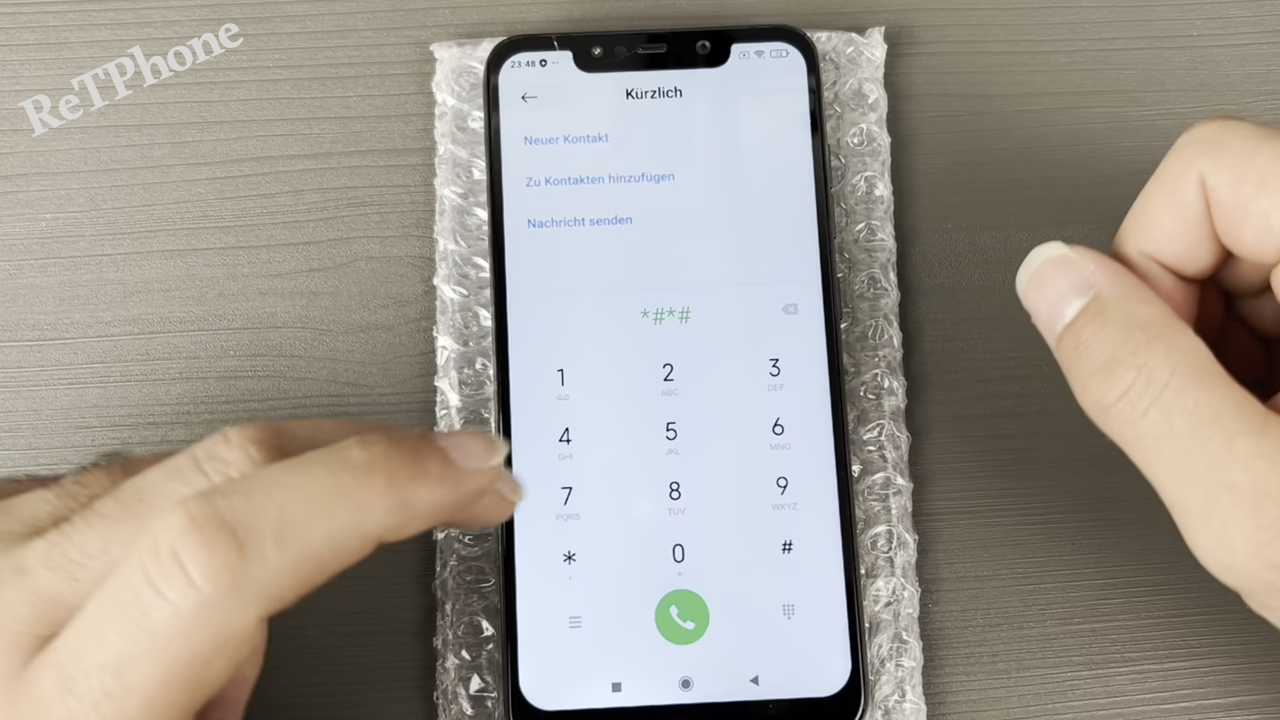 ReTPhone
23:48
Kürzlich
Neuer Kontakt
Zu Kontakten hinzufügen
Nachricht senden
*#*#
1 2 3
ABC DEF
4 5 6
GHI JKL MNO
7 8 9
PQRS TUV WXYZ
* 0 #
+